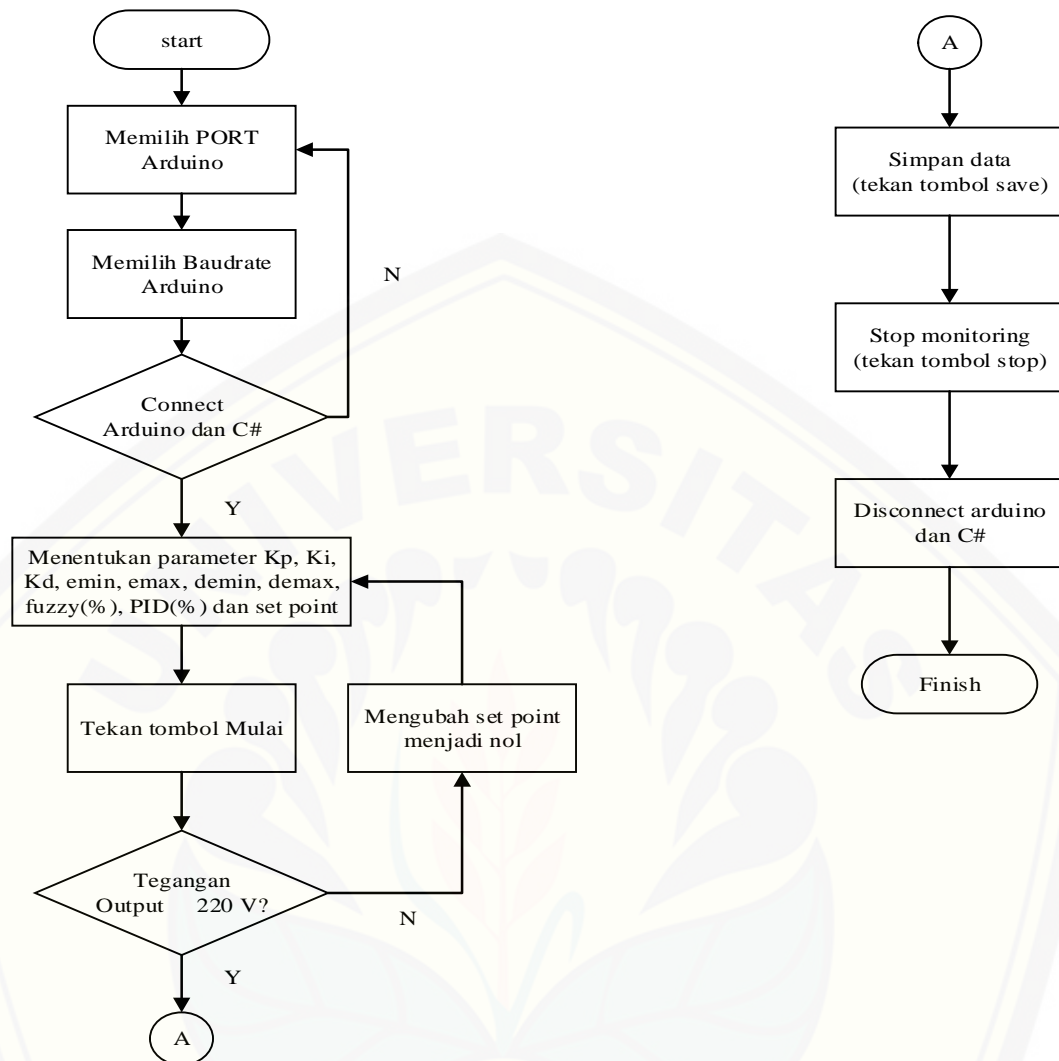 start
Memilih PORT
Arduino
Memilih Baudrate
Arduino
N
Connect
Arduino dan C#
Y
Menentukan parameter Kp, Ki,
Kd, emin, emax, demin, demax,
fuzzy(%), PID(%) dan set point
Tekan tombol Mulai
Mengubah set point
menjadi nol
Tegangan
Output 220 V?
N
Y
A
A
Simpan data
(tekan tombol save)
Stop monitoring
(tekan tombol stop)
Disconnect arduino
dan C#
Finish
UNIVERSITAS